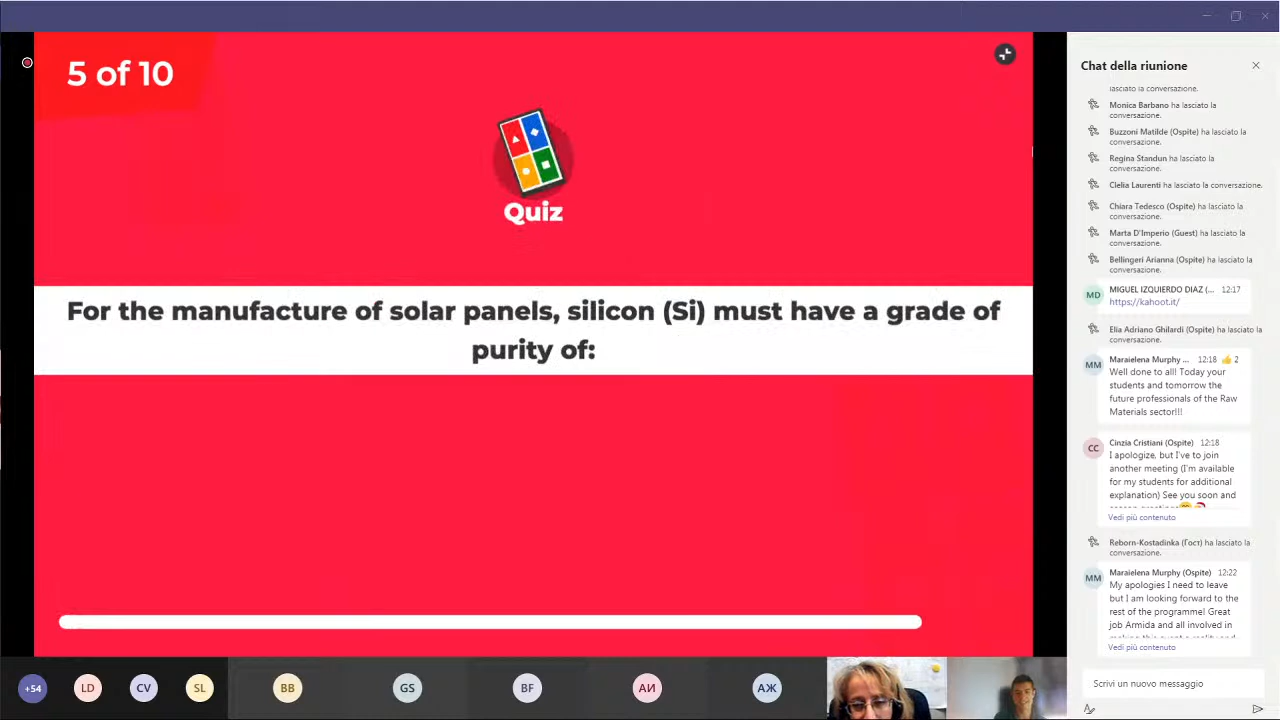 5 of 10
Quiz
For the manufacture of solar panels, silicon (Si) must have a grade of
purity of:
Chat della riunione
lasciato la conversazione.
Monica Barbano ha lasciato la
conversazione.
Buzzoni Matilde (Ospite) ha lasciato la
conversazione.
Regina Standun ha lasciato la
conversazione.
Clelia Laurenti ha lasciato la conversazione.
Chiara Tedesco (Ospite) ha lasciato la
conversazione.
Marta D'Imperio (Guest) ha lasciato la
conversazione.
Bellingeri Arianna (Ospite) ha lasciato la
conversazione.
MD
MIGUEL IZQUIERDO DIAZ (... 12:17
https://kahoot.it/
Elia Adriano Ghilardi (Ospite) ha lasciato la
conversazione.
MM
Maraielena Murphy ... 12:18 👍 2
Well done to all! Today your
students and tomorrow the
future professionals of the Raw
Materials sector!!!
CC
Cinzia Cristiani (Ospite) 12:18
I apologize, but I've to join
another meeting (I'm available
for my students for additional
explanation) See you soon and
Vedi più contenuto
Reborn-Kostadinka (Гост) ha lasciato la
conversazione.
MM
Maraielena Murphy (Ospite) 12:22
My apologies I need to leave
but I am looking forward to the
rest of the programme! Great
job Armida and all involved in
making this event a reality and
Vedi più contenuto
Scrivi un nuovo messaggio
+54
LD
CV
SL
BB
GS
BF
АИ
АЖ